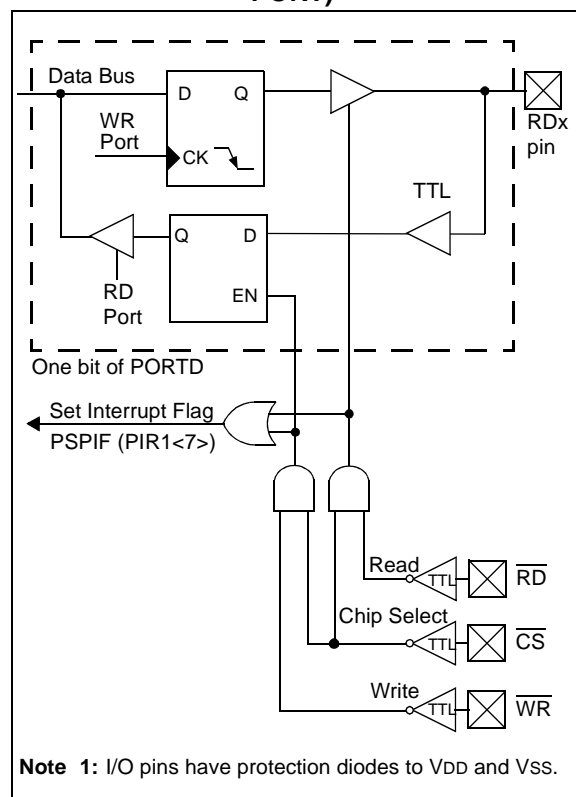 Data Bus
D Q
WR
Port
CK
RDx
pin
TTL
Q D
EN
RD
Port
One bit of PORTD
Set Interrupt Flag
PSPIF (PIR1<7>)
Read
TTL
RD
Chip Select
TTL
CS
Write
TTL
WR
Note 1: I/O pins have protection diodes to VDD and VSS.